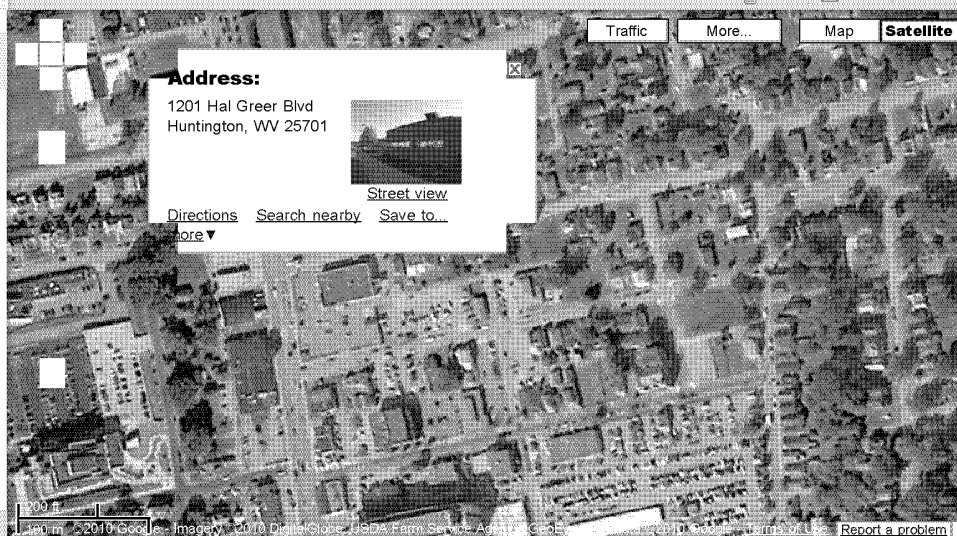 Traffic More... Map Satellite
Address:
1201 Hal Greer Blvd
Huntington, WV 25701
Street view
Directions Search nearby Save to...
more▼
200 ft
100 m ©2010 Google - Imagery ©2010 DigitalGlobe, USDA Farm Service Agency, ©2010 Google - Terms of Use Report a problem